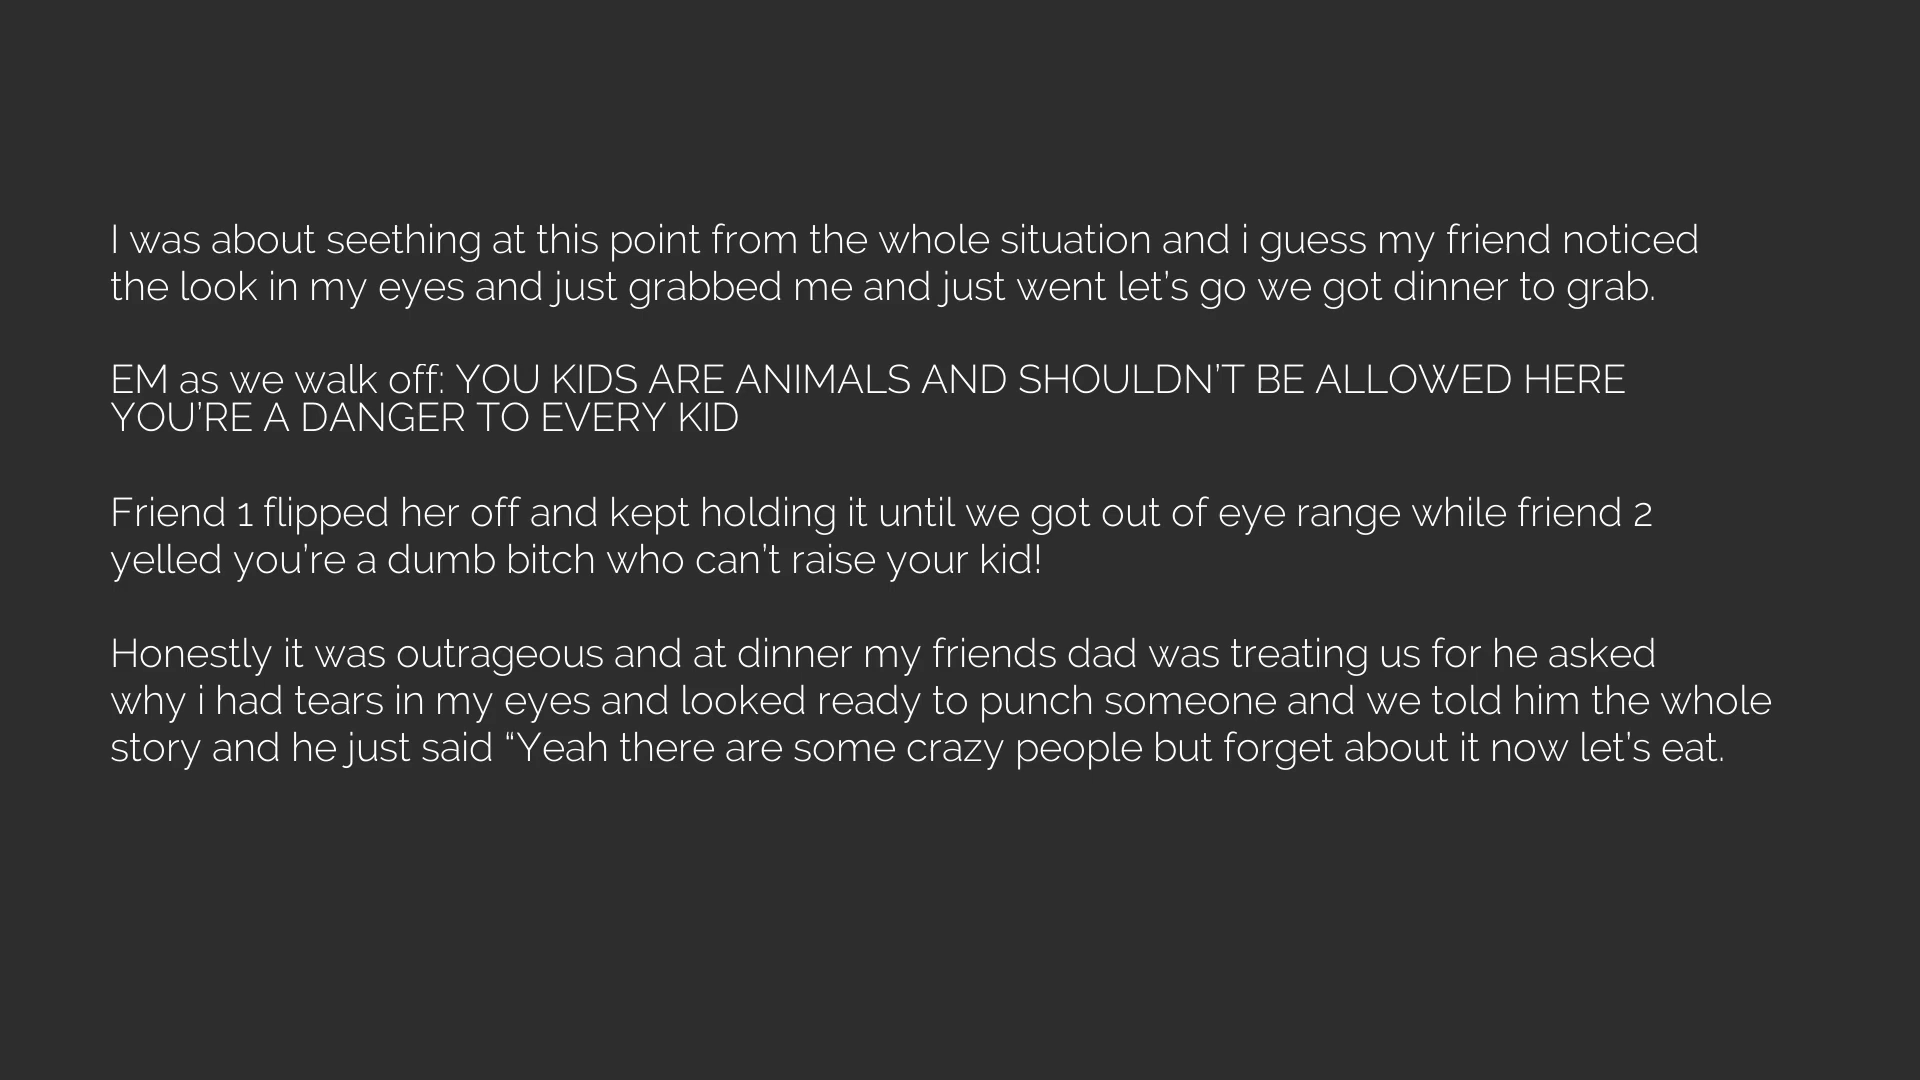 I was about seething at this point from the whole situation and i guess my friend noticed
the look in my eyes and just grabbed me and just went let’s go we got dinner to grab.
EM as we walk off: YOU KIDS ARE ANIMALS AND SHOULDN’T BE ALLOWED HERE
YOU’RE A DANGER TO EVERY KID
Friend 1 flipped her off and kept holding it until we got out of eye range while friend 2
yelled you’re a dumb bitch who can’t raise your kid!
Honestly it was outrageous and at dinner my friends dad was treating us for he asked
why i had tears in my eyes and looked ready to punch someone and we told him the whole
story and he just said “Yeah there are some crazy people but forget about it now let’s eat.